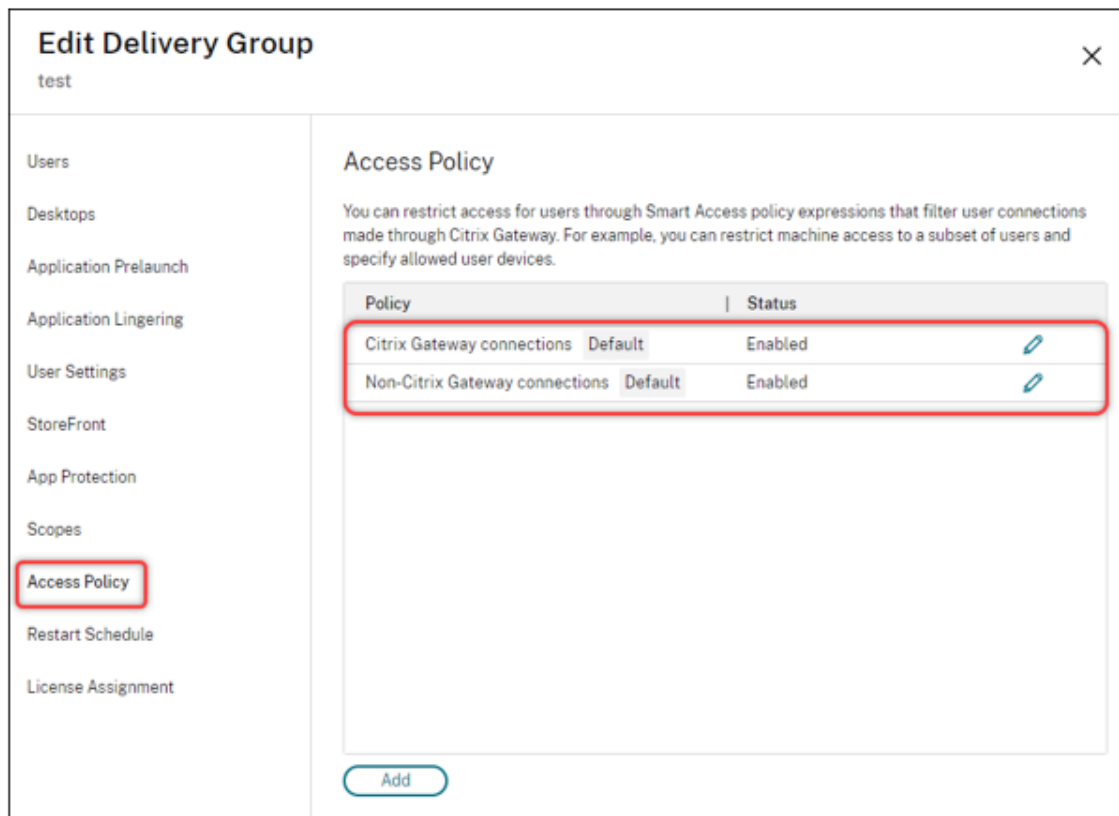 Edit Delivery Group
test
Users
Desktops
Application Prelaunch
Application Lingering
User Settings
StoreFront
App Protection
Scopes
Access Policy
Restart Schedule
License Assignment
Access Policy
You can restrict access for users through Smart Access policy expressions that filter user connections
made through Citrix Gateway. For example, you can restrict machine access to a subset of users and
specify allowed user devices.
Policy | Status
Citrix Gateway connections Default Enabled
Non-Citrix Gateway connections Default Enabled
Add